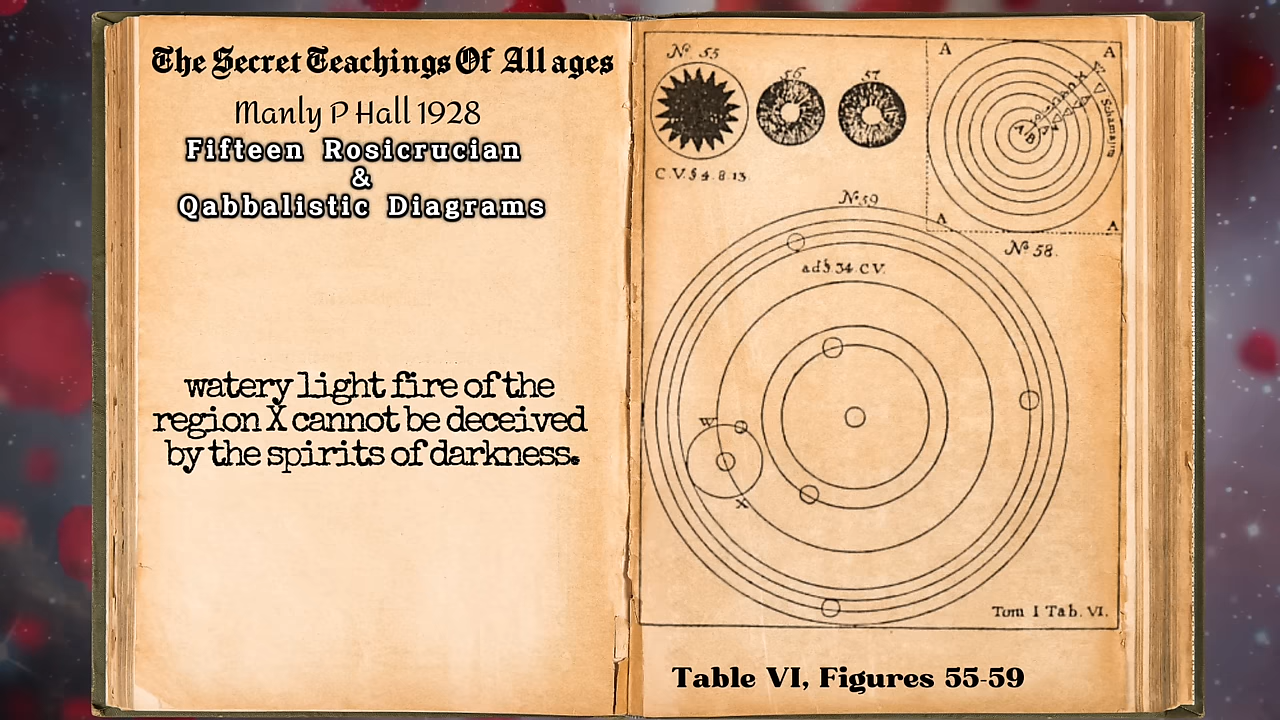 The Secret Teachings Of All ages
Manly P Hall 1928
Fifteen Rosicrucian
&
Qabbalistic Diagrams
watery light fire of the
region X cannot be deceived
by the spirits of darkness.
No. 55
56
57
C.V.§ 4. 8. 13.
A
A
W
V
Schamajim
A
B
A
A
No. 58.
No. 59
ad §. 34. C.V.
W
X
Tom I Tab. VI.
Table VI, Figures 55-59